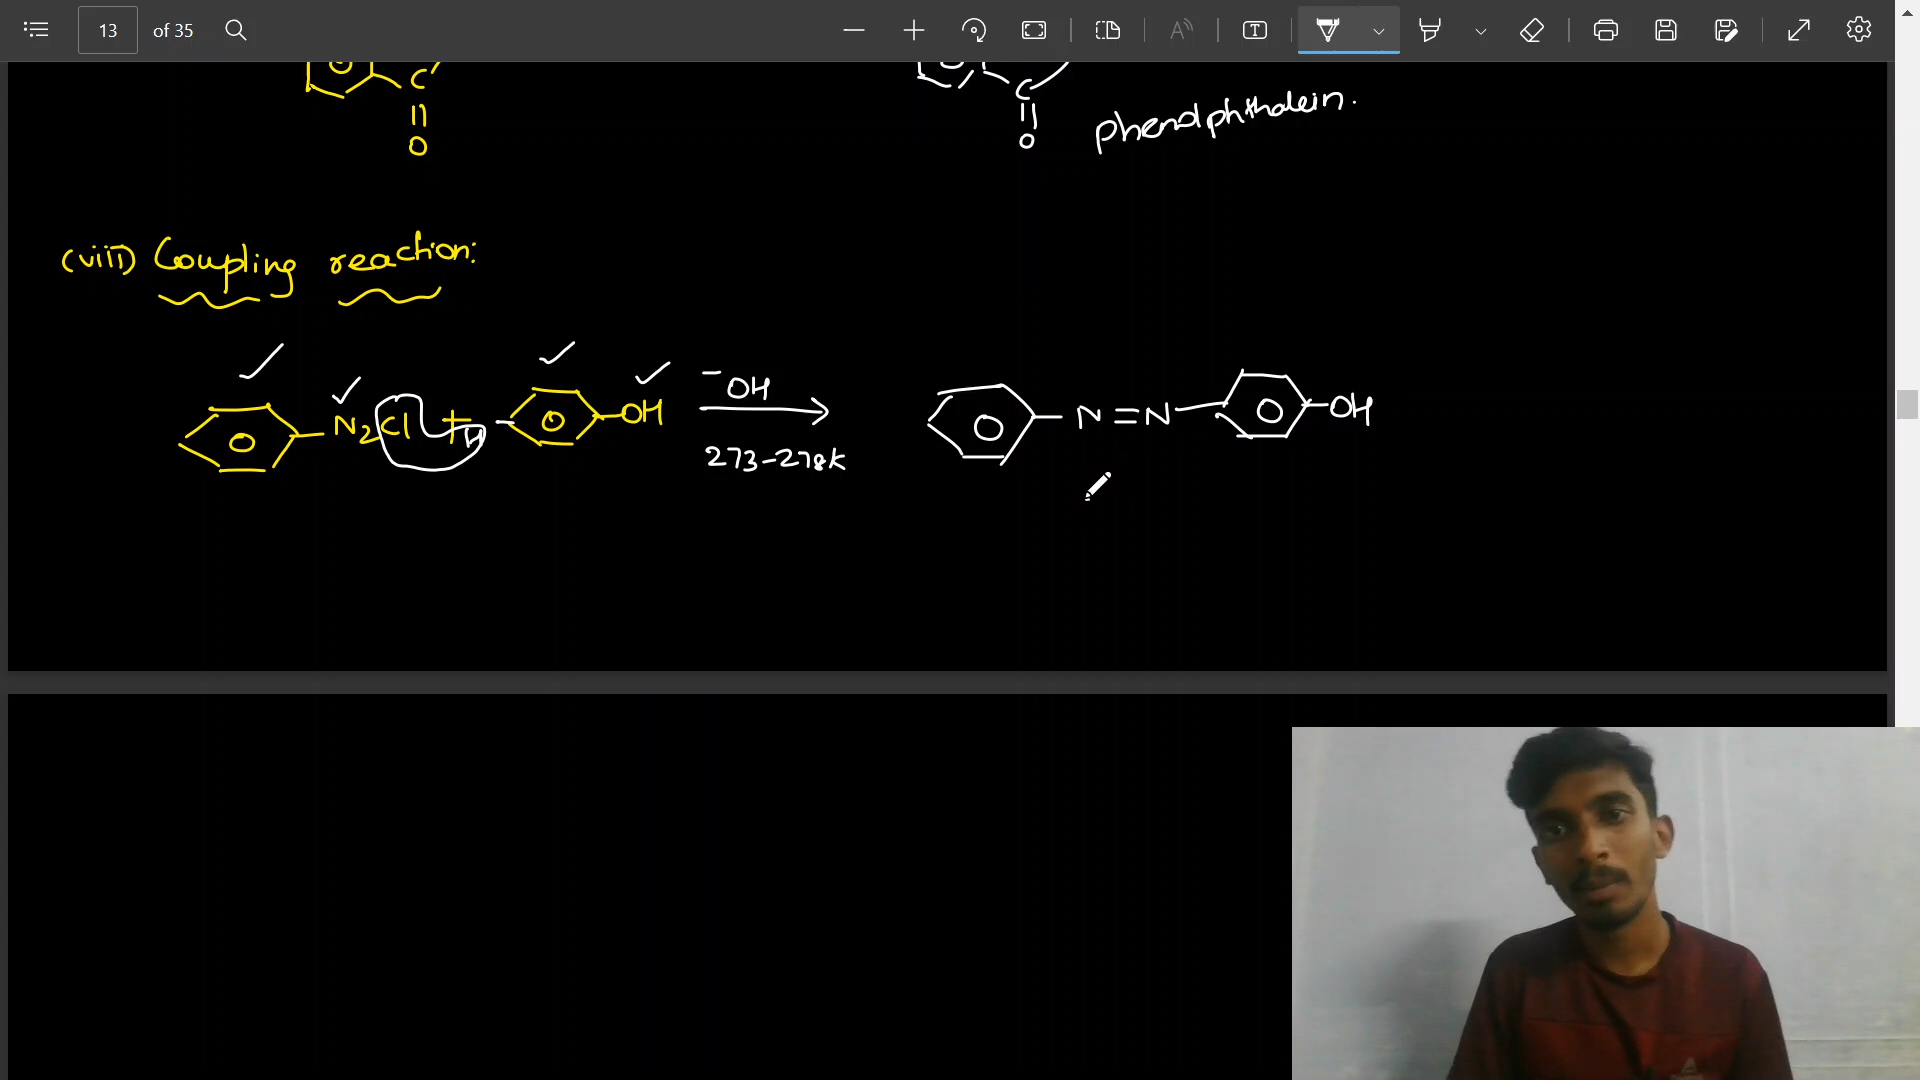 13 of 35
C
O
C
O
phenolphthalein.
(viii) Coupling reaction:
N2Cl + H OH
-OH
273-278K
N=N OH